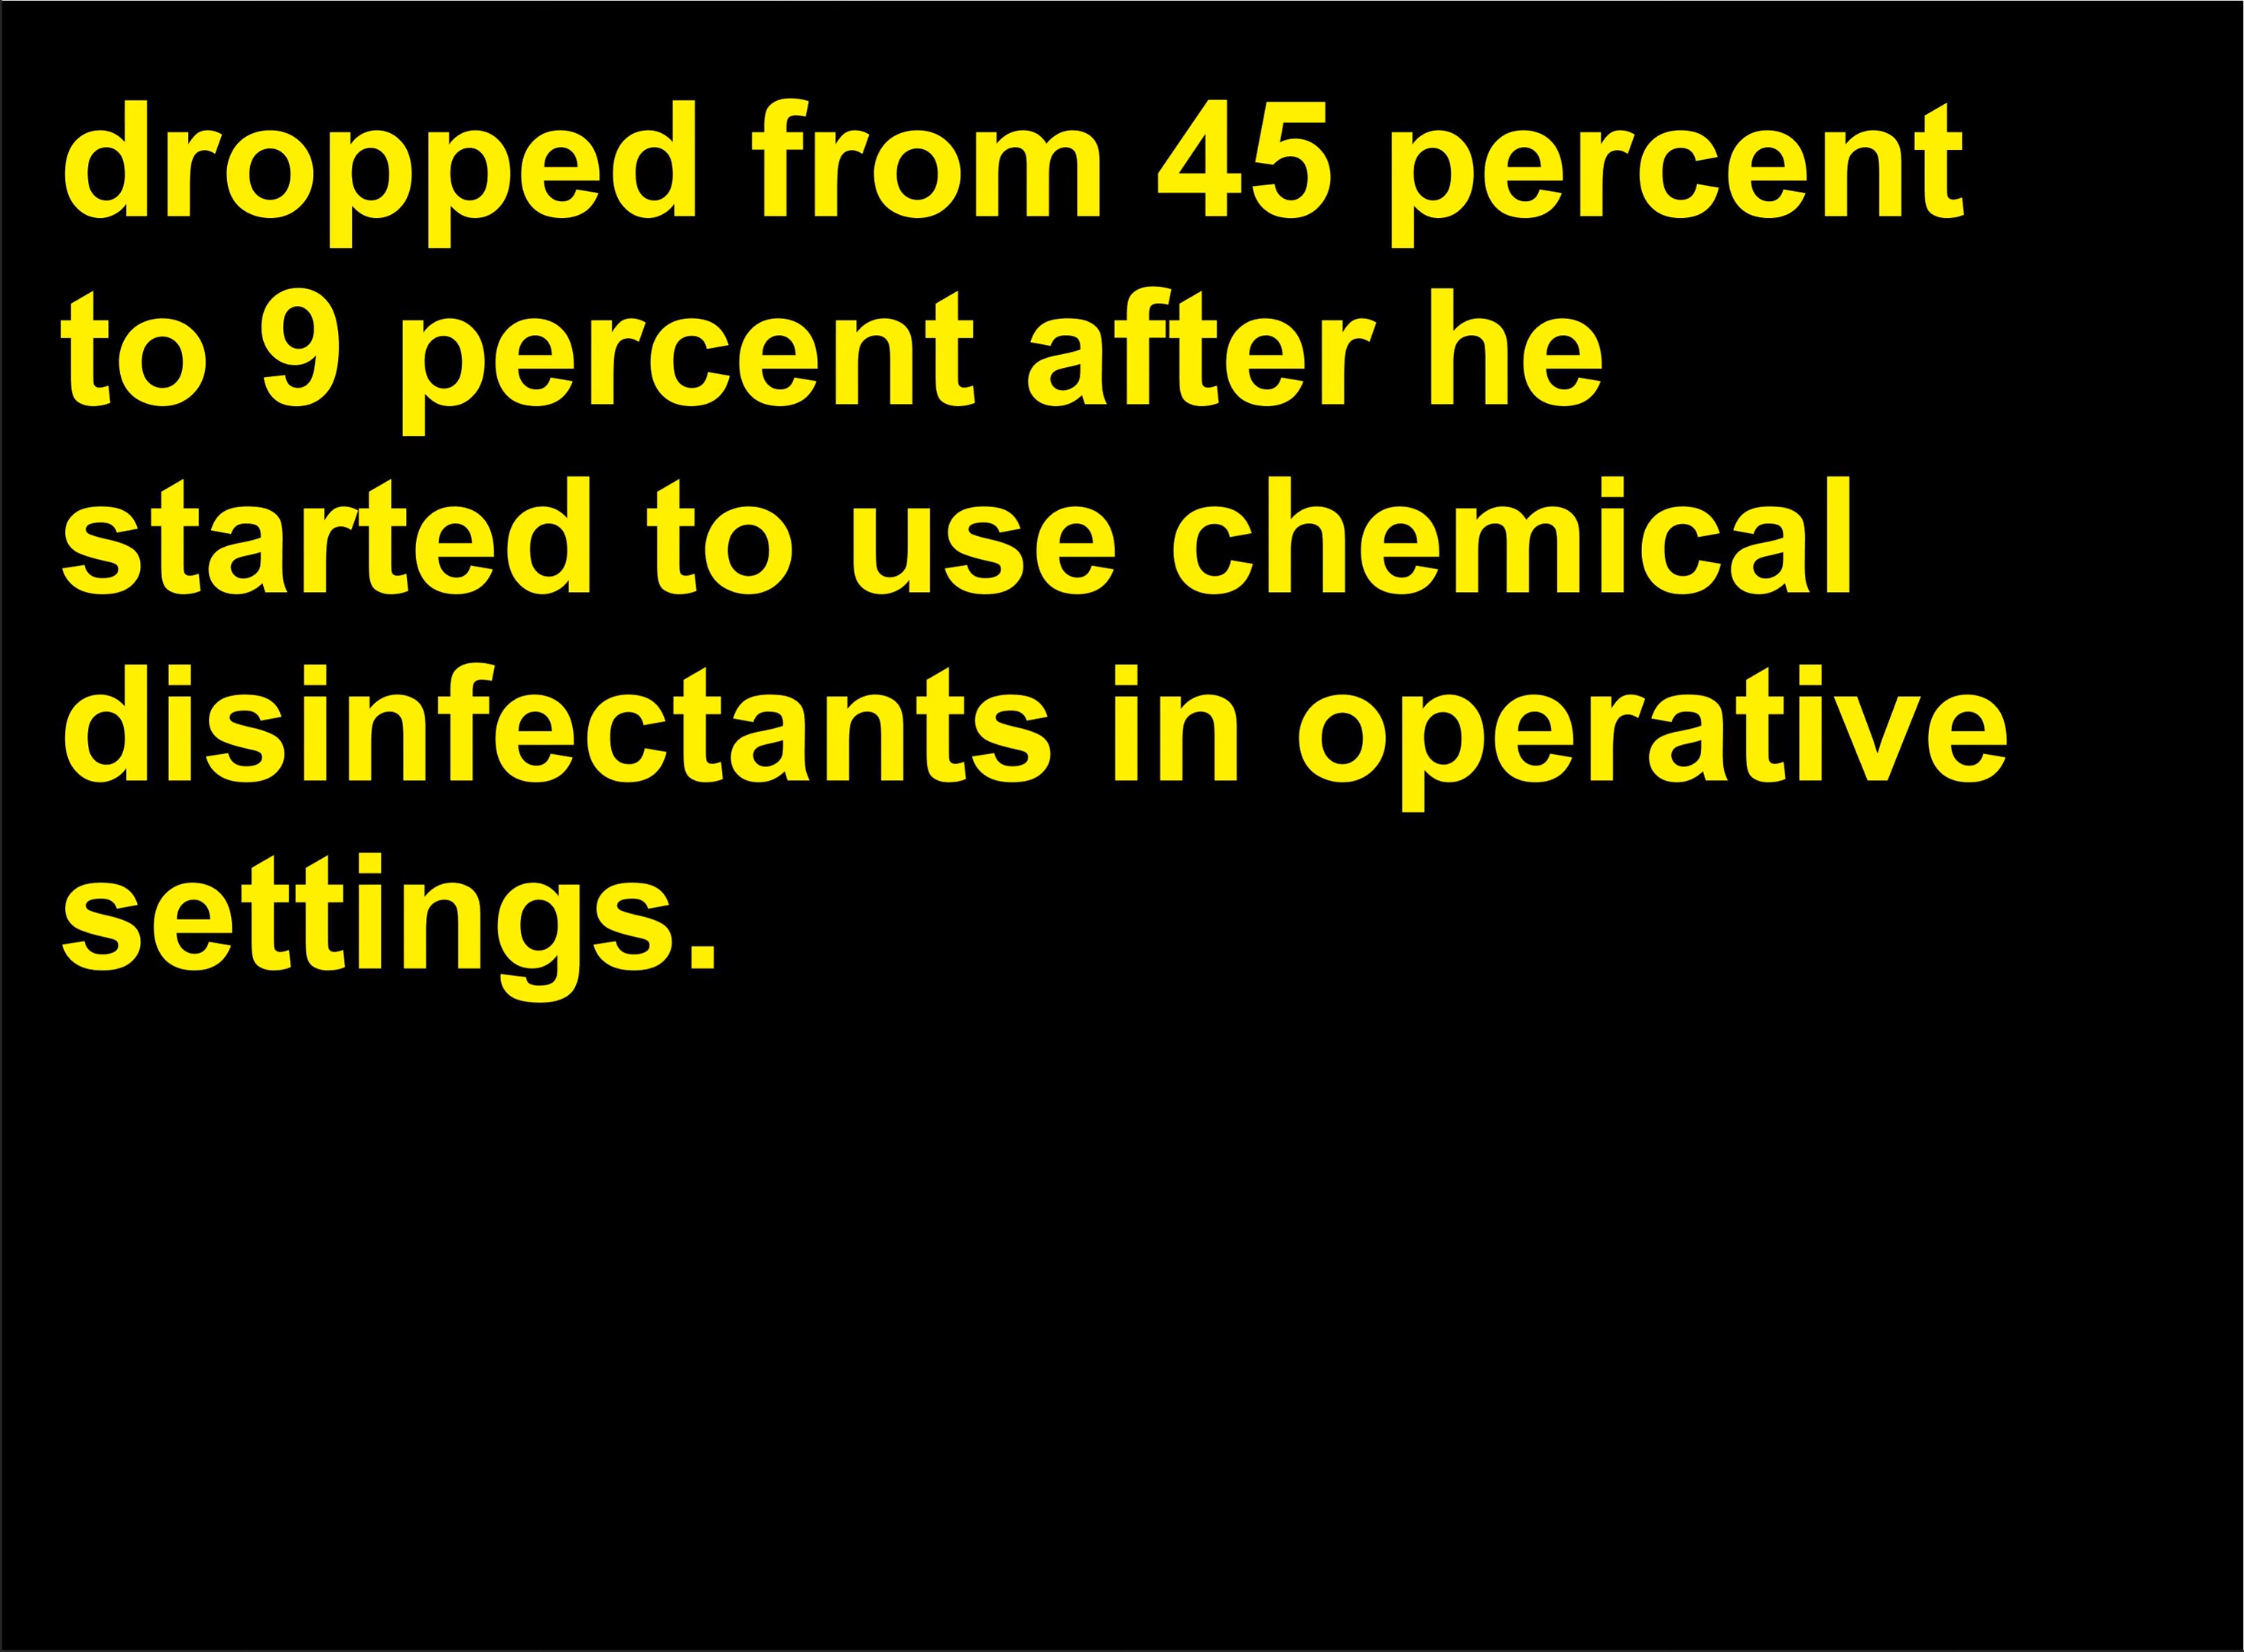 dropped from 45 percent
to 9 percent after he
started to use chemical
disinfectants in operative
settings.